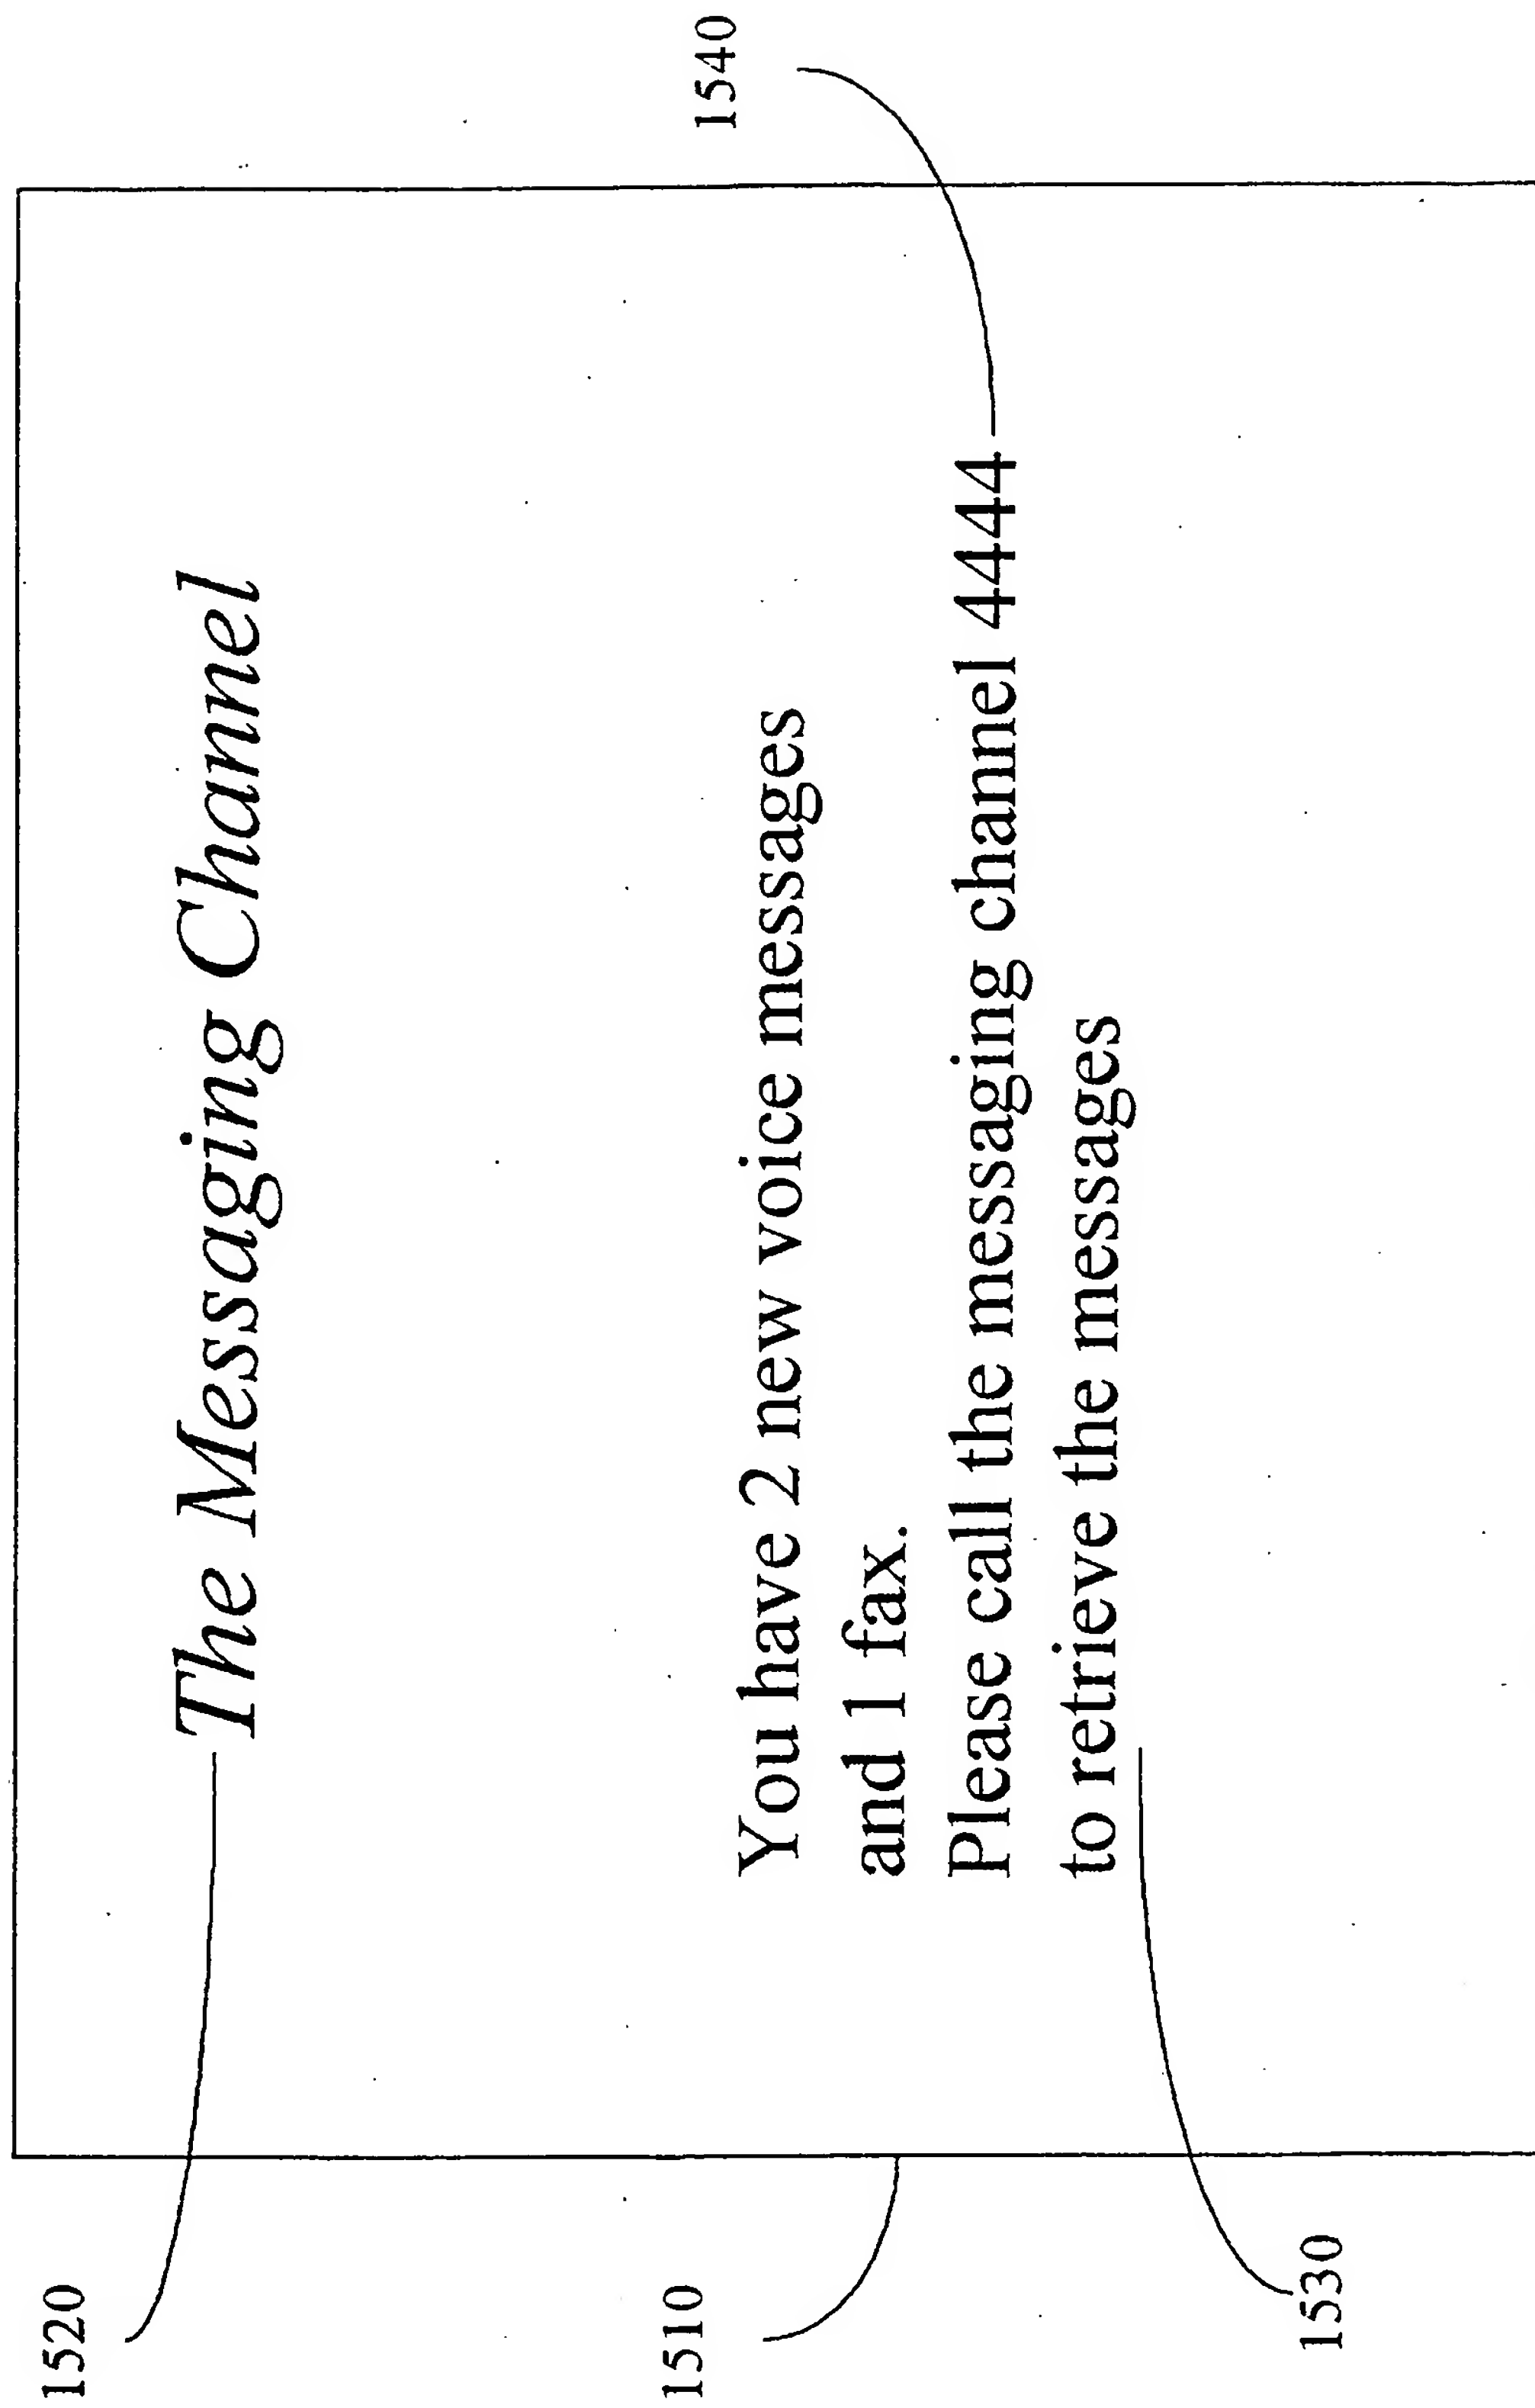 1520
The Messaging Channel
1510
1540
You have 2 new voice messages
and 1 fax.
Please call the messaging channel 4444
to retrieve the messages
1530